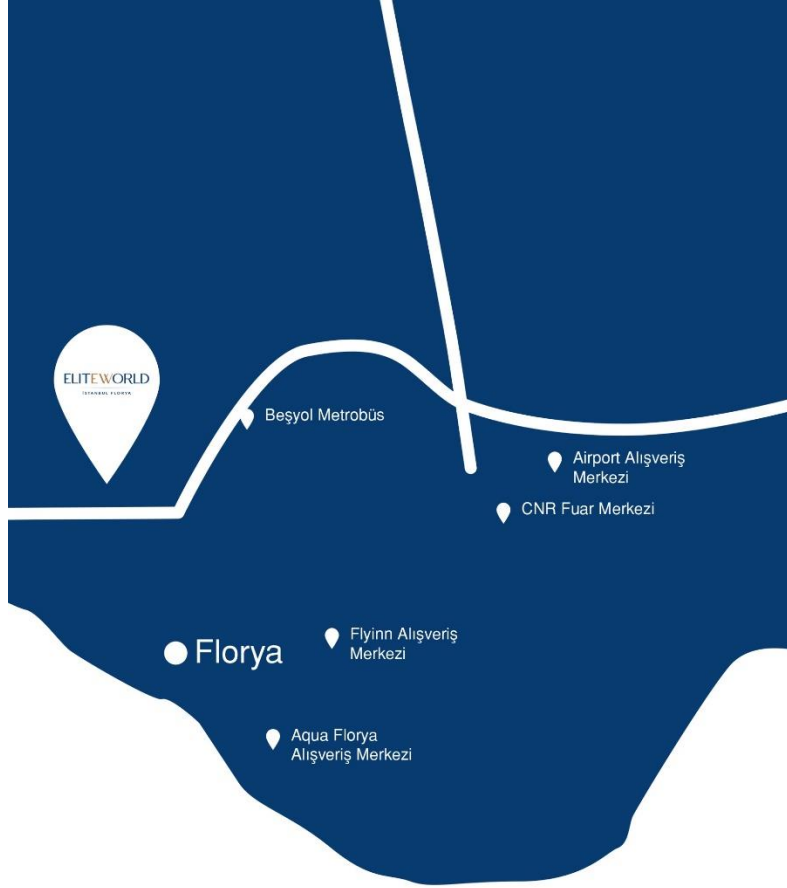 ELITEWORLD
İSTANBUL FLORYA
Beşyol Metrobüs
Airport Alışveriş
Merkezi
CNR Fuar Merkezi
Florya
Flyinn Alışveriş
Merkezi
Aqua Florya
Alışveriş Merkezi